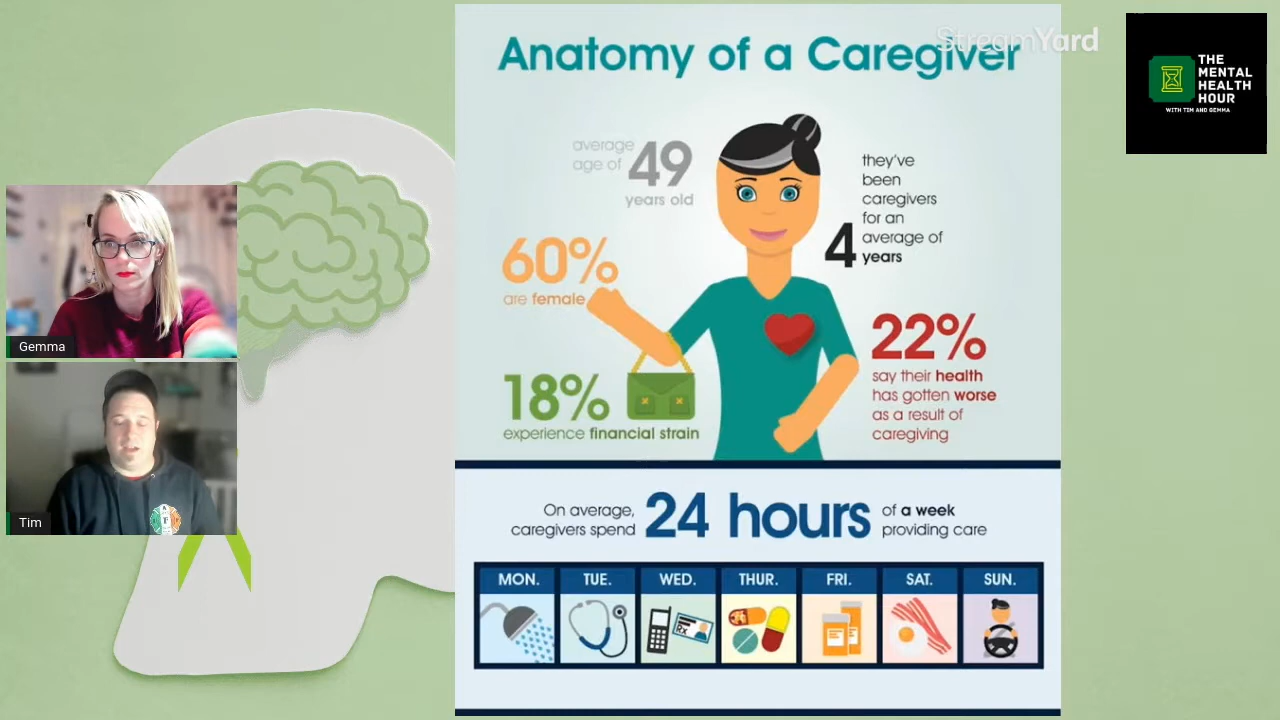 StreamYard
Anatomy of a Caregiver
THE
MENTAL
HEALTH
HOUR
WITH TIM AND GEMMA
average
age of 49
years old
they've
been
caregivers
for an
4 average of
years
60%
are female
22%
say their health
has gotten worse
as a result of
caregiving
18%
experience financial strain
Gemma
Tim
On average,
caregivers spend
24 hours
of a week
providing care
MON. TUE. WED. THUR. FRI. SAT. SUN.
Rx